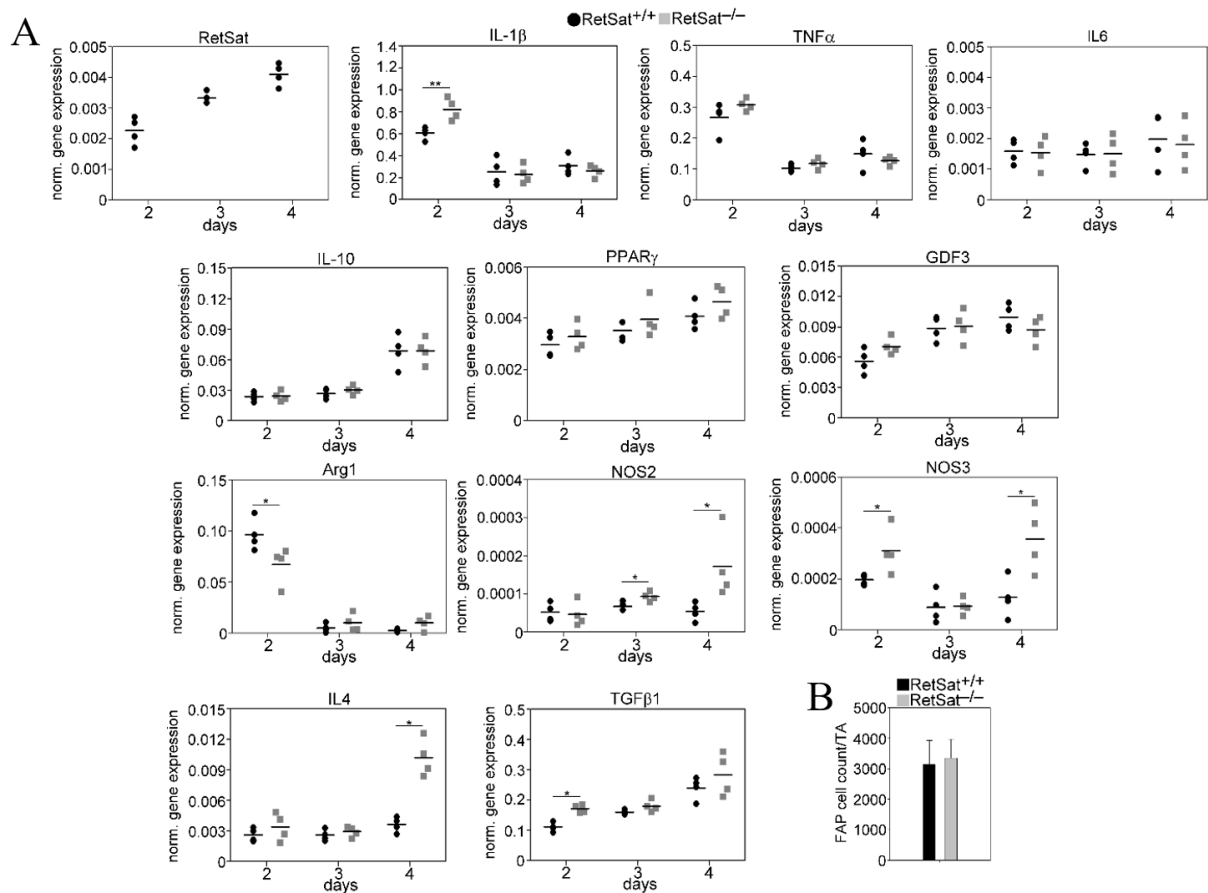 A
RetSat+/+ RetSat−/−
RetSat
norm. gene expression
0.005
0.004
0.003
0.002
0.001
0
2 3 4
days
IL-1β
norm. gene expression
1.4
1.2
1.0
0.8
0.6
0.4
0.2
0.0
**
2 3 4
days
TNFα
norm. gene expression
0.5
0.4
0.3
0.2
0.1
0
2 3 4
days
IL6
norm. gene expression
0.005
0.004
0.003
0.002
0.001
0
2 3 4
days
IL-10
norm. gene expression
0.15
0.12
0.09
0.06
0.03
0
2 3 4
days
PPARγ
norm. gene expression
0.006
0.004
0.002
0
2 3 4
days
GDF3
norm. gene expression
0.015
0.012
0.009
0.006
0.003
0
2 3 4
days
Arg1
norm. gene expression
0.15
0.10
0.05
0
*
2 3 4
days
NOS2
norm. gene expression
0.0004
0.0003
0.0002
0.0001
0
* *
2 3 4
days
NOS3
norm. gene expression
0.0006
0.0004
0.0002
0
* *
2 3 4
days
IL4
norm. gene expression
0.015
0.012
0.009
0.006
0.003
0
*
2 3 4
days
TGFβ1
norm. gene expression
0.5
0.4
0.3
0.2
0.1
0
*
2 3 4
days
B
RetSat+/+
RetSat−/−
FAP cell count/TA
5000
4000
3000
2000
1000
0